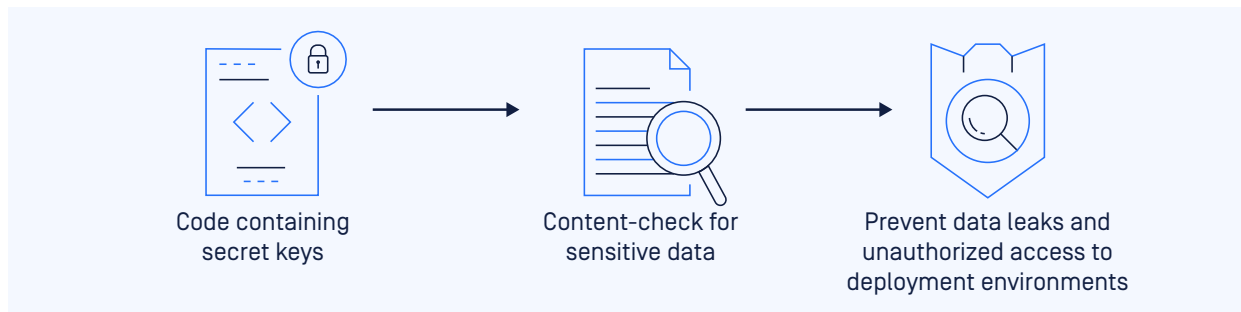 Code containing
secret keys
Content-check for
sensitive data
Prevent data leaks and
unauthorized access to
deployment environments